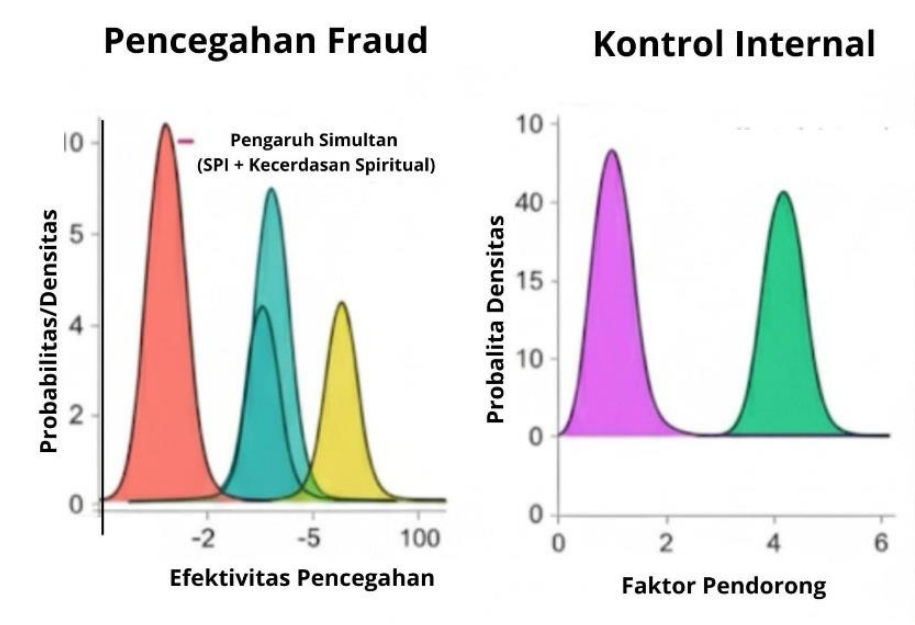 Pencegahan Fraud
Kontrol Internal
Pengaruh Simultan
(SPI + Kecerdasan Spiritual)
Probabilitas/Densitas
10
5
4
2
0
-2
-5
100
Efektivitas Pencegahan
Probalita Densitas
10
40
15
10
0
0
0
2
4
6
Faktor Pendorong